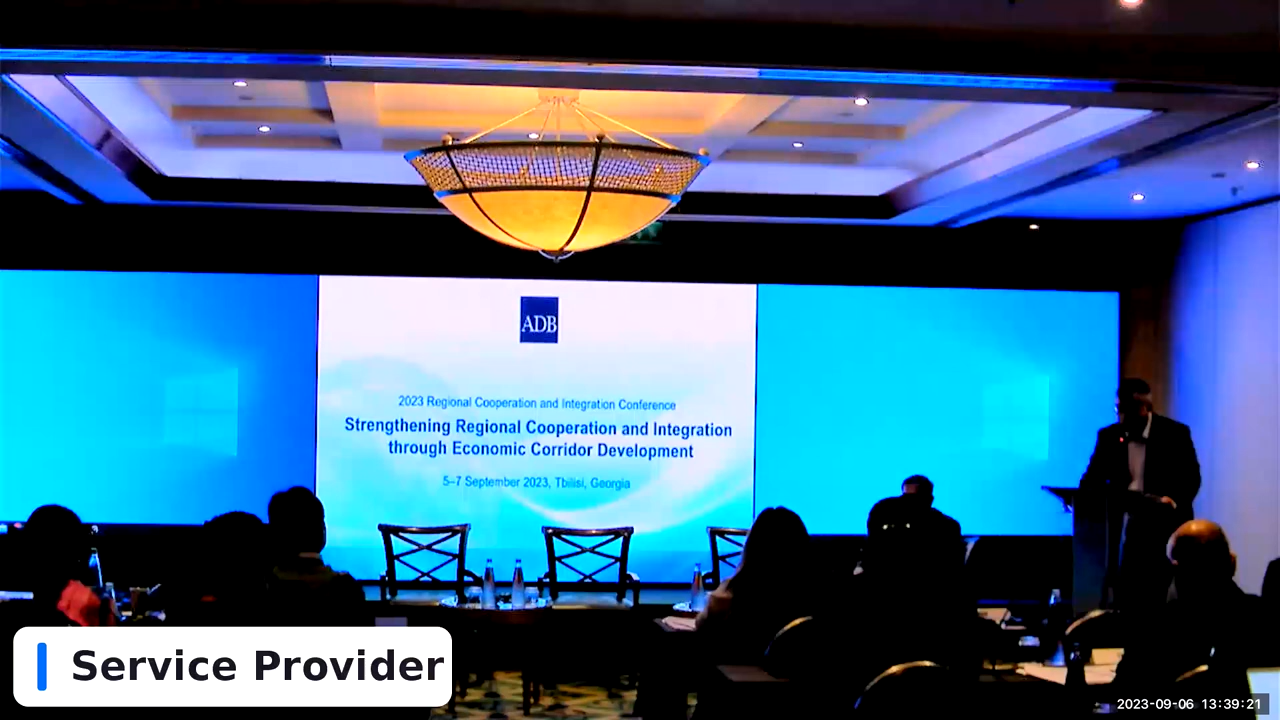 ADB
2023 Regional Cooperation and Integration Conference
Strengthening Regional Cooperation and Integration
through Economic Corridor Development
5–7 September 2023, Tbilisi, Georgia
Service Provider
2023-09-06 13:39:21